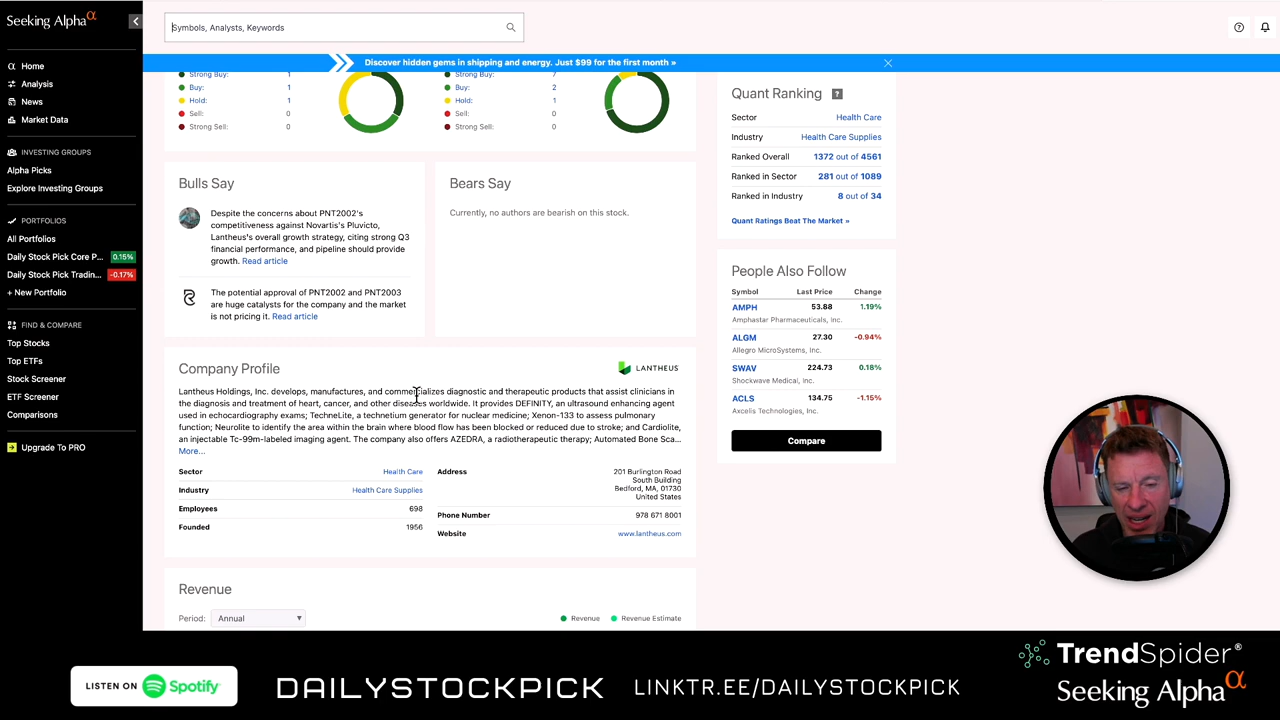 Seeking Alpha α
Symbols, Analysts, Keywords
Discover hidden gems in shipping and energy. Just $99 for the first month »
Home
Analysis
News
Market Data
INVESTING GROUPS
Alpha Picks
Explore Investing Groups
PORTFOLIOS
All Portfolios
Daily Stock Pick Core P... 0.15%
Daily Stock Pick Tradin... -0.17%
+ New Portfolio
FIND & COMPARE
Top Stocks
Top ETFs
Stock Screener
ETF Screener
Comparisons
Upgrade To PRO
Strong Buy: 1
Buy: 1
Hold: 1
Sell: 0
Strong Sell: 0
Strong Buy: 7
Buy: 2
Hold: 1
Sell: 0
Strong Sell: 0
Bulls Say
Despite the concerns about PNT2002's
competitiveness against Novartis's Pluvicto,
Lantheus's overall growth strategy, citing strong Q3
financial performance, and pipeline should provide
growth. Read article
The potential approval of PNT2002 and PNT2003
are huge catalysts for the company and the market
is not pricing it. Read article
Bears Say
Currently, no authors are bearish on this stock.
Company Profile
LANTHEUS
Lantheus Holdings, Inc. develops, manufactures, and commercializes diagnostic and therapeutic products that assist clinicians in
the diagnosis and treatment of heart, cancer, and other diseases worldwide. It provides DEFINITY, an ultrasound enhancing agent
used in echocardiography exams; TechneLite, a technetium generator for nuclear medicine; Xenon-133 to assess pulmonary
function; Neurolite to identify the area within the brain where blood flow has been blocked or reduced due to stroke; and Cardiolite,
an injectable Tc-99m-labeled imaging agent. The company also offers AZEDRA, a radiotherapeutic therapy; Automated Bone Sca...
More...
Sector Health Care
Industry Health Care Supplies
Employees 698
Founded 1956
Address 201 Burlington Road
South Building
Bedford, MA, 01730
United States
Phone Number 978 671 8001
Website www.lantheus.com
Revenue
Period: Annual
Revenue Revenue Estimate
Quant Ranking ?
Sector Health Care
Industry Health Care Supplies
Ranked Overall 1372 out of 4561
Ranked in Sector 281 out of 1089
Ranked in Industry 8 out of 34
Quant Ratings Beat The Market »
People Also Follow
Symbol Last Price Change
AMPH 53.88 1.19%
Amphastar Pharmaceuticals, Inc.
ALGM 27.30 -0.94%
Allegro MicroSystems, Inc.
SWAV 224.73 0.18%
Shockwave Medical, Inc.
ACLS 134.75 -1.15%
Axcelis Technologies, Inc.
Compare
LISTEN ON Spotify
DAILYSTOCKPICK
LINKTR.EE/DAILYSTOCKPICK
TrendSpider®
Seeking Alpha α